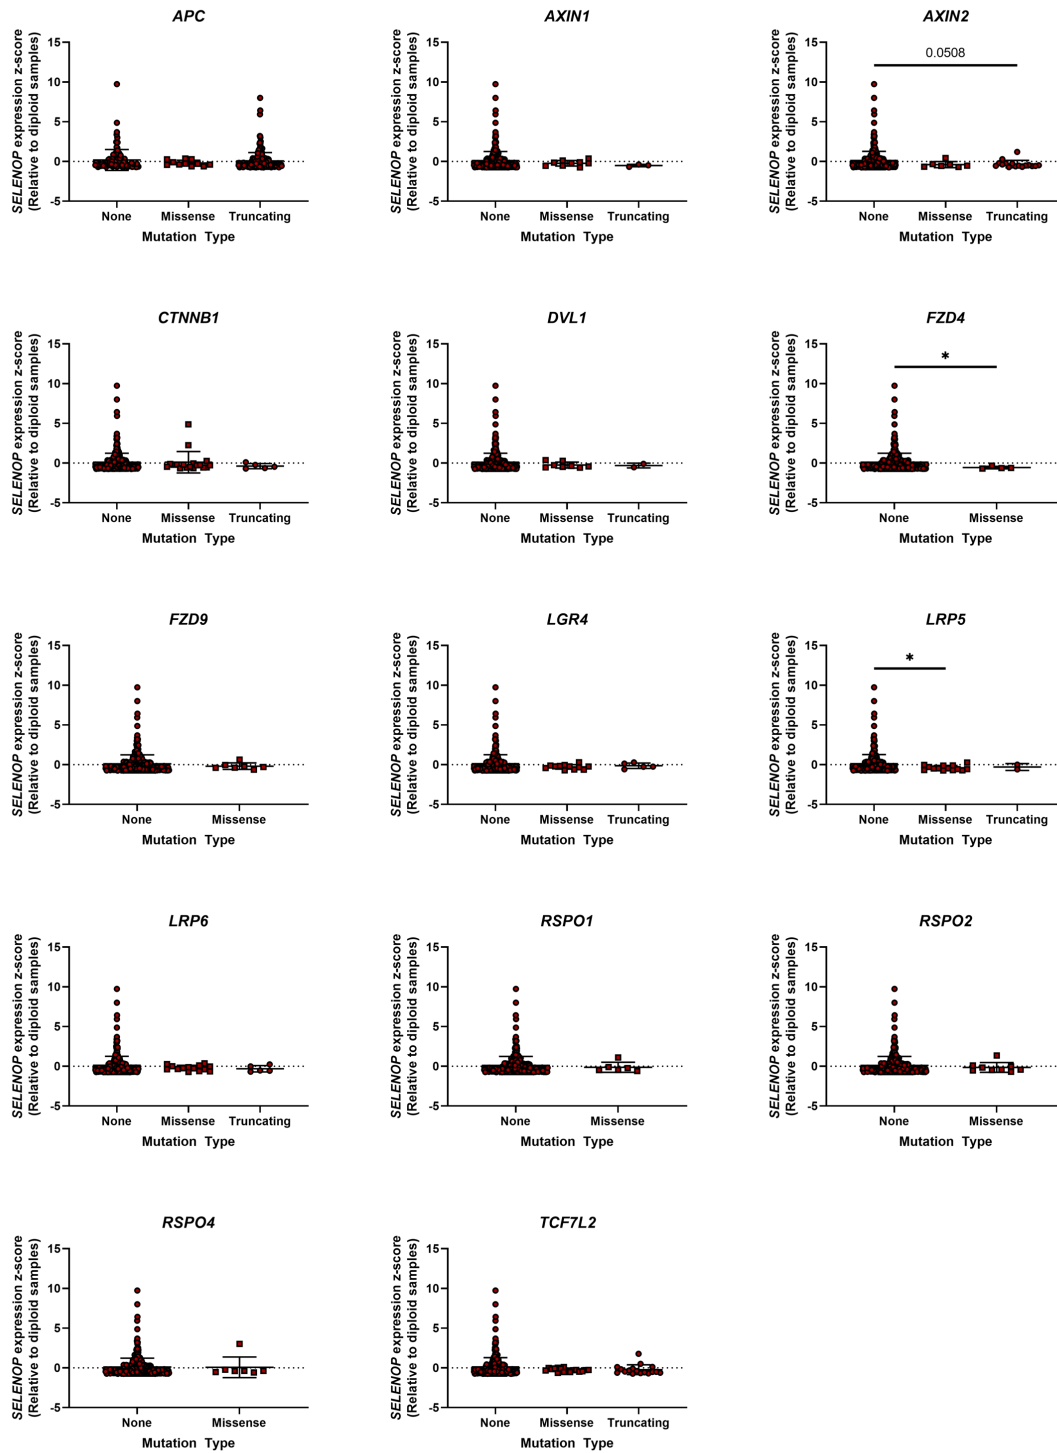 APC
SELENOP expression z-score
(Relative to diploid samples)
15
10
5
0
-5
None Missense Truncating
Mutation Type
AXIN1
SELENOP expression z-score
(Relative to diploid samples)
15
10
5
0
-5
None Missense Truncating
Mutation Type
AXIN2
SELENOP expression z-score
(Relative to diploid samples)
15
10
5
0
-5
0.0508
None Missense Truncating
Mutation Type
CTNNB1
SELENOP expression z-score
(Relative to diploid samples)
15
10
5
0
-5
None Missense Truncating
Mutation Type
DVL1
SELENOP expression z-score
(Relative to diploid samples)
15
10
5
0
-5
None Missense Truncating
Mutation Type
FZD4
SELENOP expression z-score
(Relative to diploid samples)
15
10
5
0
-5
*
None Missense
Mutation Type
FZD9
SELENOP expression z-score
(Relative to diploid samples)
15
10
5
0
-5
None Missense
Mutation Type
LGR4
SELENOP expression z-score
(Relative to diploid samples)
15
10
5
0
-5
None Missense Truncating
Mutation Type
LRP5
SELENOP expression z-score
(Relative to diploid samples)
15
10
5
0
-5
*
None Missense Truncating
Mutation Type
LRP6
SELENOP expression z-score
(Relative to diploid samples)
15
10
5
0
-5
None Missense Truncating
Mutation Type
RSPO1
SELENOP expression z-score
(Relative to diploid samples)
15
10
5
0
-5
None Missense
Mutation Type
RSPO2
SELENOP expression z-score
(Relative to diploid samples)
15
10
5
0
-5
None Missense
Mutation Type
RSPO4
SELENOP expression z-score
(Relative to diploid samples)
15
10
5
0
-5
None Missense
Mutation Type
TCF7L2
SELENOP expression z-score
(Relative to diploid samples)
15
10
5
0
-5
None Missense Truncating
Mutation Type